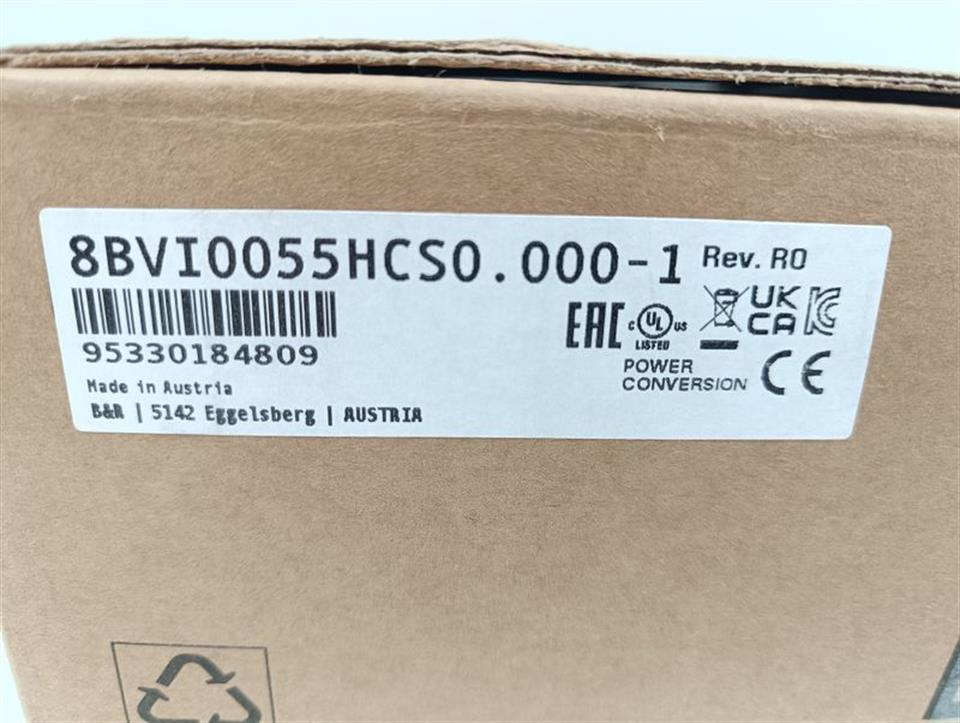 8BVI0055HCS0.000-1 Rev. R0
95330184809
Made in Austria
B&R | 5142 Eggelsberg | AUSTRIA
EAC
c UL us
LISTED
UK
CA
POWER
CONVERSION
CE